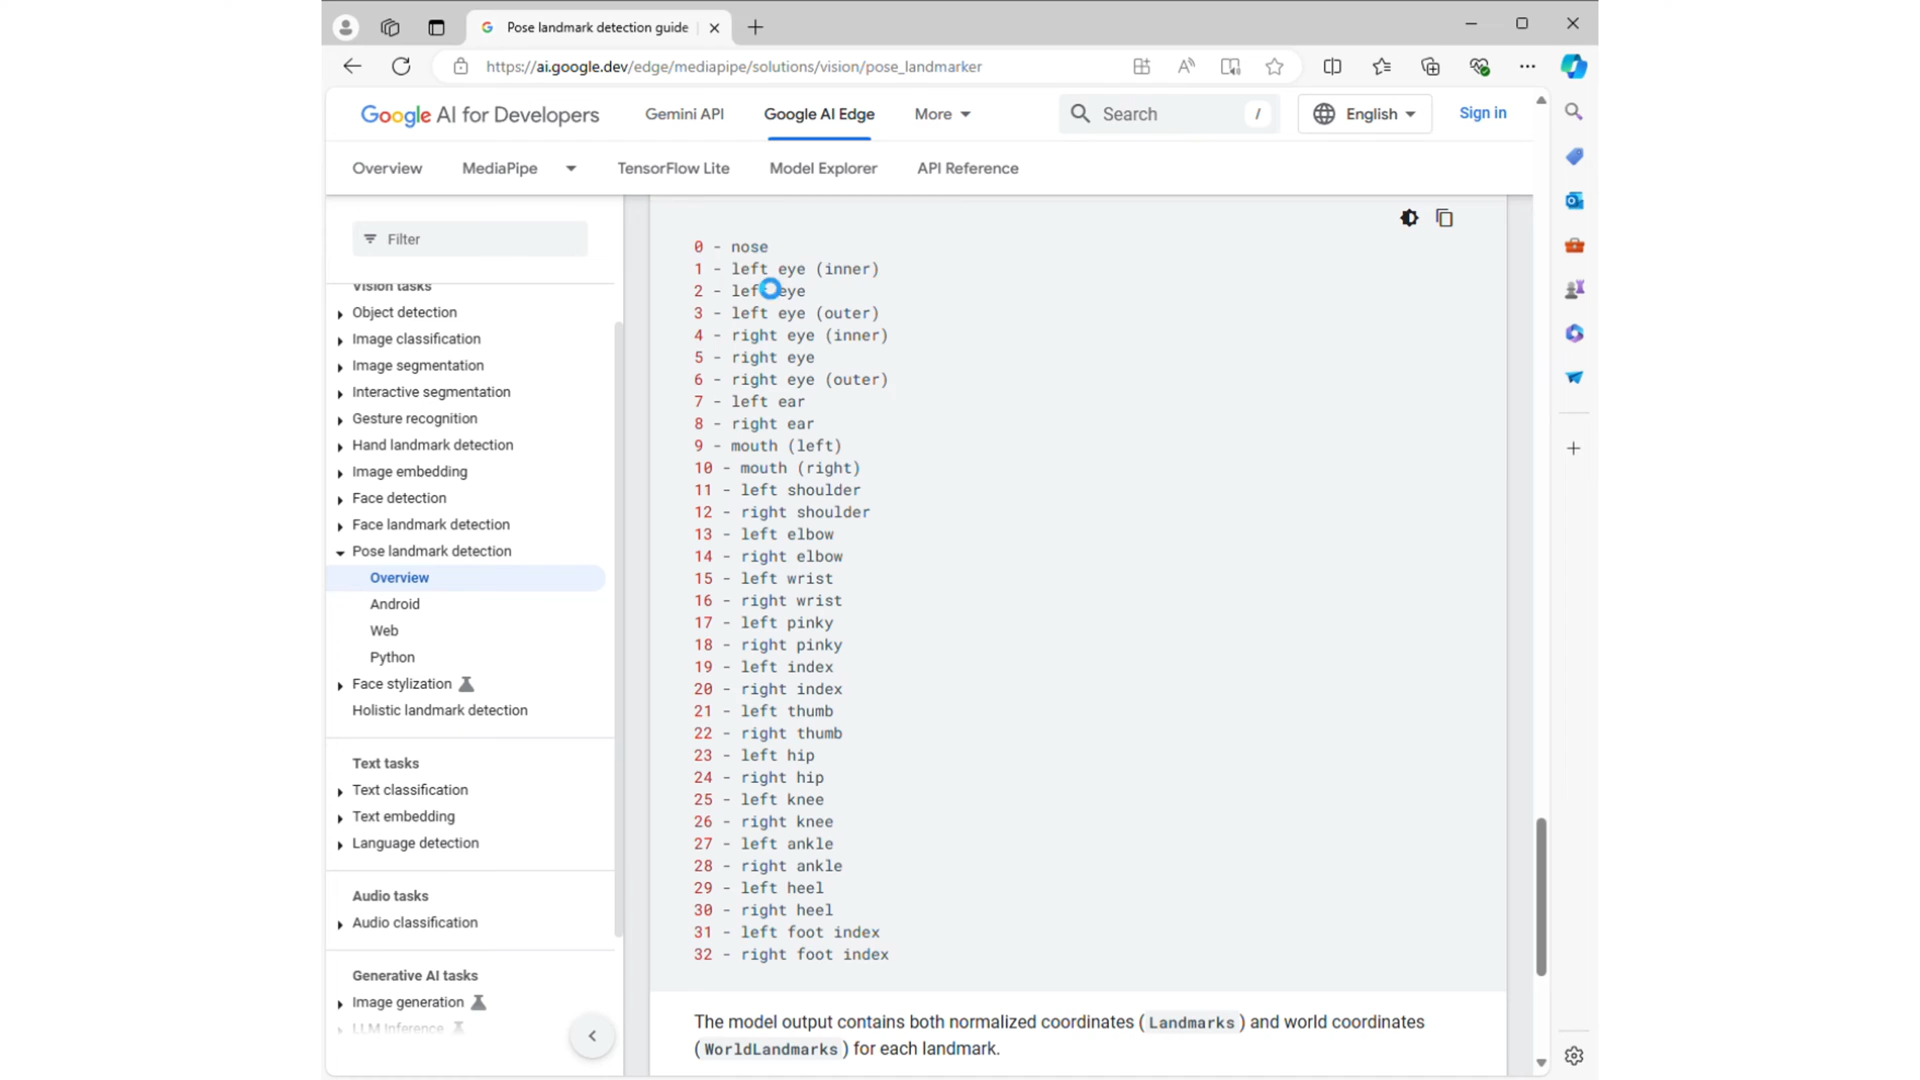 Pose landmark detection guide
https://ai.google.dev/edge/mediapipe/solutions/vision/pose_landmarker
Google AI for Developers
Gemini API
Google AI Edge
More
Search
/
English
Sign in
Overview
MediaPipe
TensorFlow Lite
Model Explorer
API Reference
Filter
Vision tasks
Object detection
Image classification
Image segmentation
Interactive segmentation
Gesture recognition
Hand landmark detection
Image embedding
Face detection
Face landmark detection
Pose landmark detection
Overview
Android
Web
Python
Face stylization
Holistic landmark detection
Text tasks
Text classification
Text embedding
Language detection
Audio tasks
Audio classification
Generative AI tasks
Image generation
LLM Inference
0 - nose
1 - left eye (inner)
2 - left eye
3 - left eye (outer)
4 - right eye (inner)
5 - right eye
6 - right eye (outer)
7 - left ear
8 - right ear
9 - mouth (left)
10 - mouth (right)
11 - left shoulder
12 - right shoulder
13 - left elbow
14 - right elbow
15 - left wrist
16 - right wrist
17 - left pinky
18 - right pinky
19 - left index
20 - right index
21 - left thumb
22 - right thumb
23 - left hip
24 - right hip
25 - left knee
26 - right knee
27 - left ankle
28 - right ankle
29 - left heel
30 - right heel
31 - left foot index
32 - right foot index
The model output contains both normalized coordinates (Landmarks) and world coordinates
(WorldLandmarks) for each landmark.